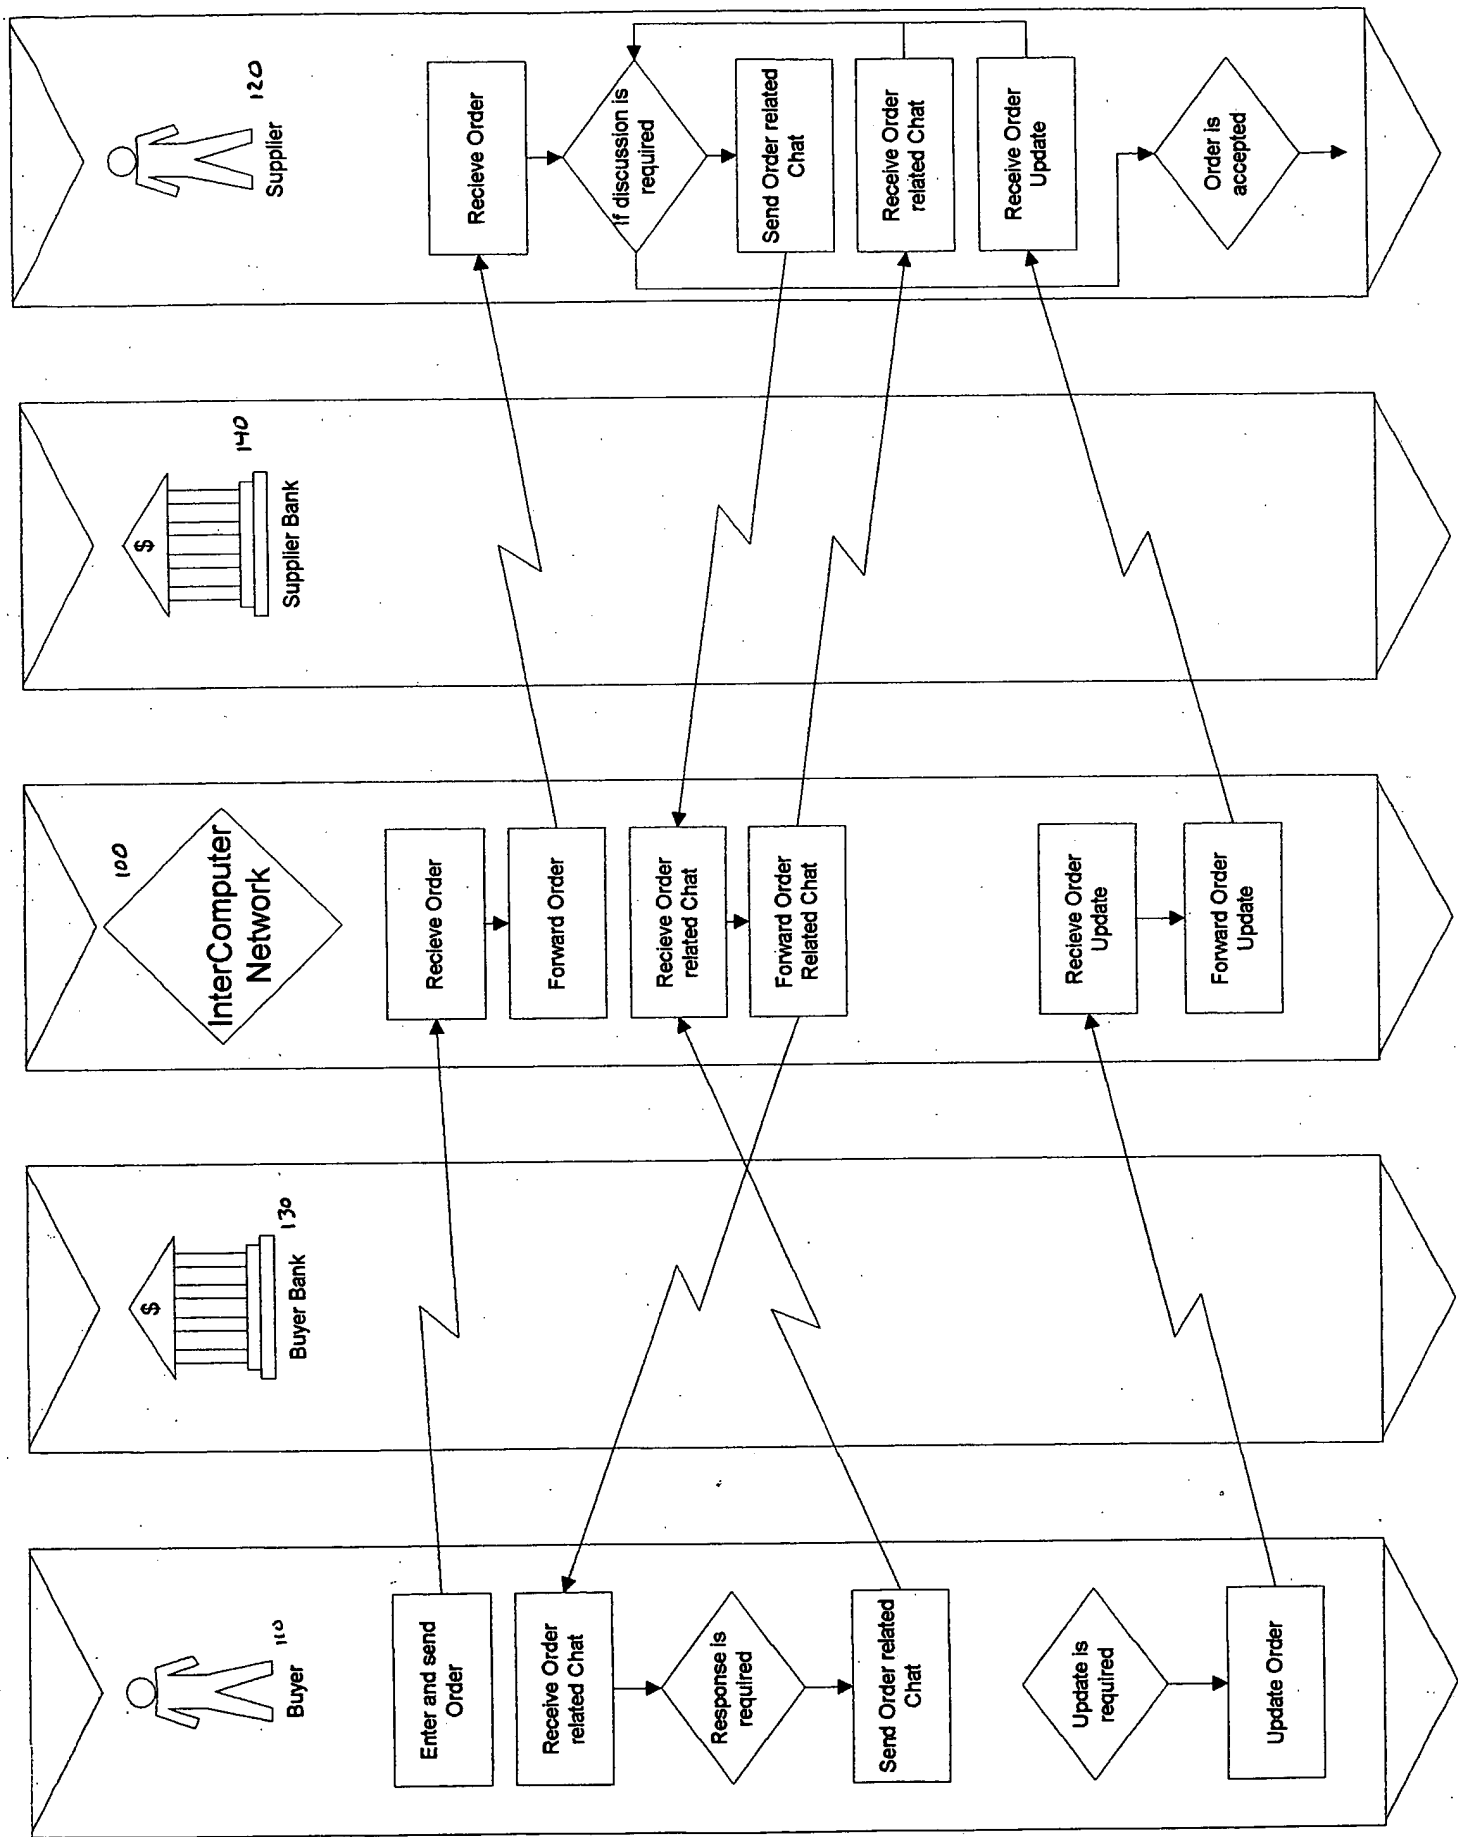 110
Buyer
Enter and send
Order
Receive Order
related Chat
Response is
required
Send Order related
Chat
Update is
required
Update Order
$
130
Buyer Bank
100
InterComputer
Network
Recieve Order
Forward Order
Recieve Order
related Chat
Forward Order
Related Chat
Recieve Order
Update
Forward Order
Update
$
140
Supplier Bank
120
Supplier
Recieve Order
If discussion is
required
Send Order related
Chat
Receive Order
related Chat
Receive Order
Update
Order is
accepted